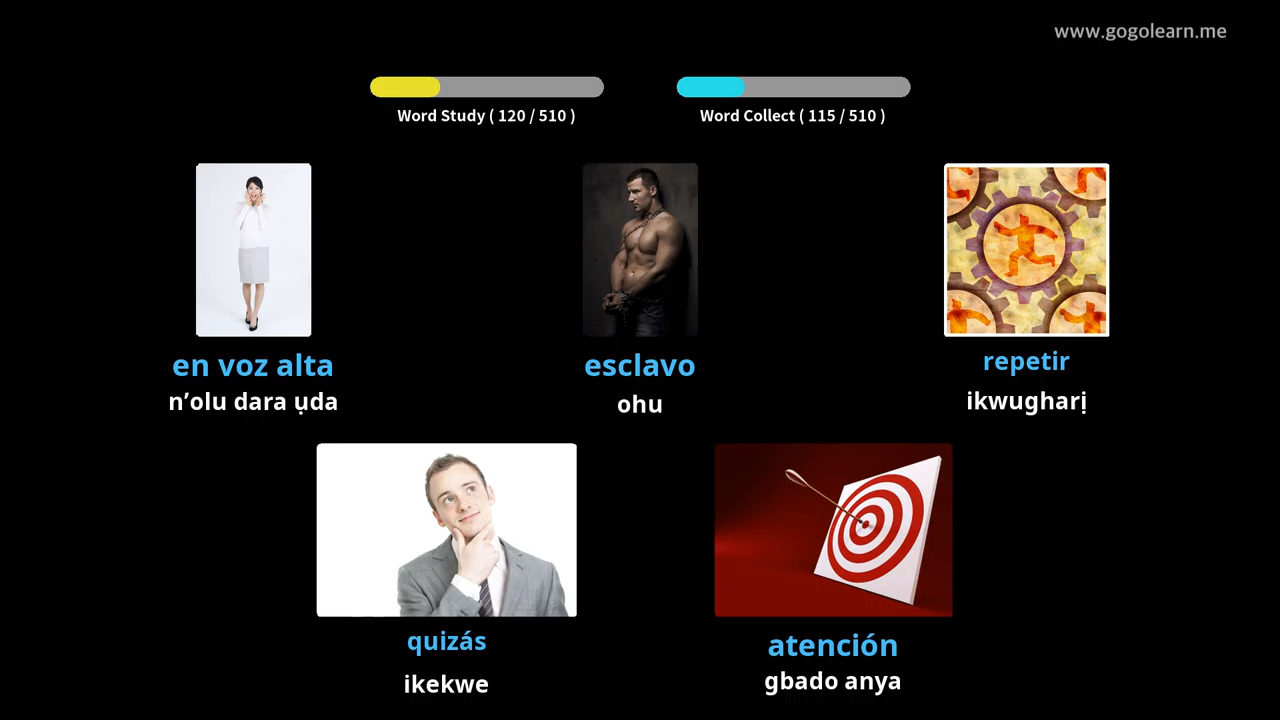 www.gogolearn.me
Word Study ( 120 / 510 )
Word Collect ( 115 / 510 )
en voz alta
n’olu dara ụda
esclavo
ohu
repetir
ikwugharị
quizás
ikekwe
atención
gbado anya